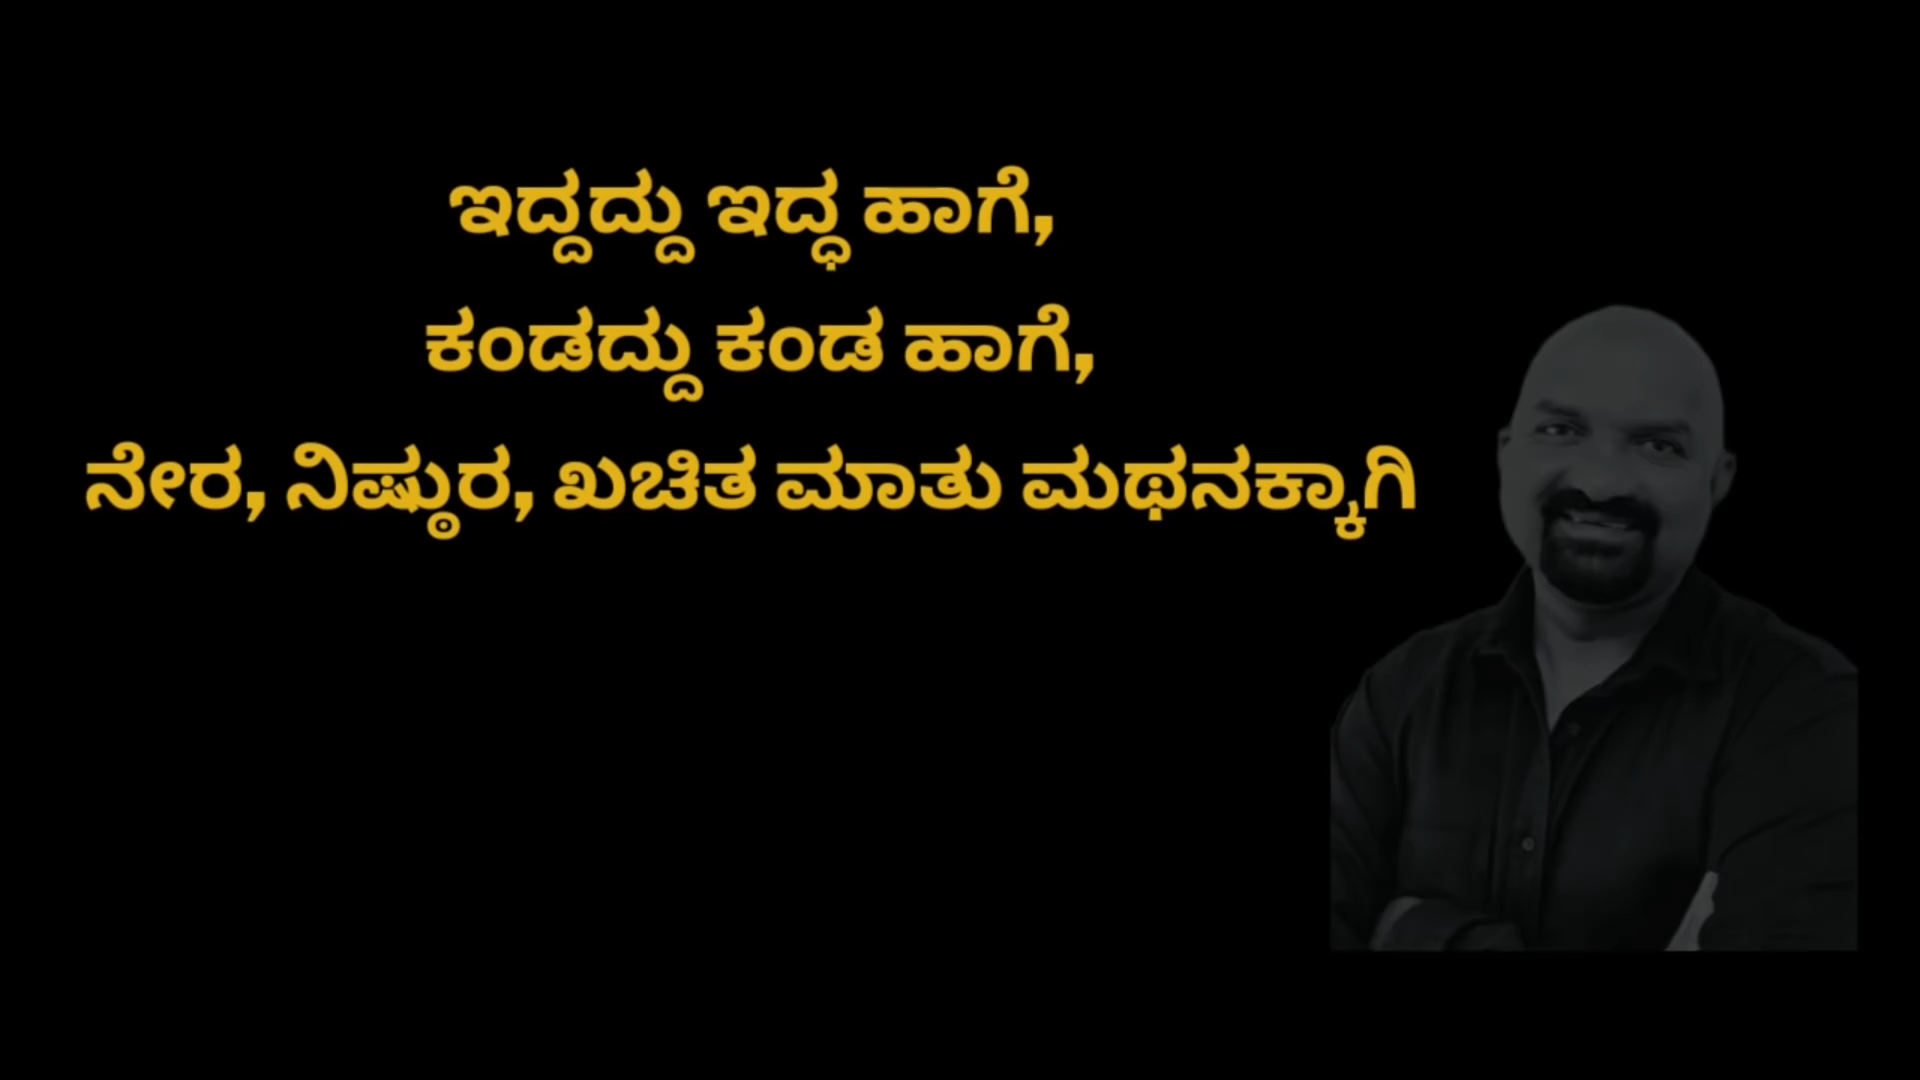 ಇದ್ದದ್ದು ಇದ್ಧ ಹಾಗೆ,
ಕಂಡದ್ದು ಕಂಡ ಹಾಗೆ,
ನೇರ, ನಿಷ್ಠುರ, ಖಚಿತ ಮಾತು ಮಥನಕ್ಕಾಗಿ